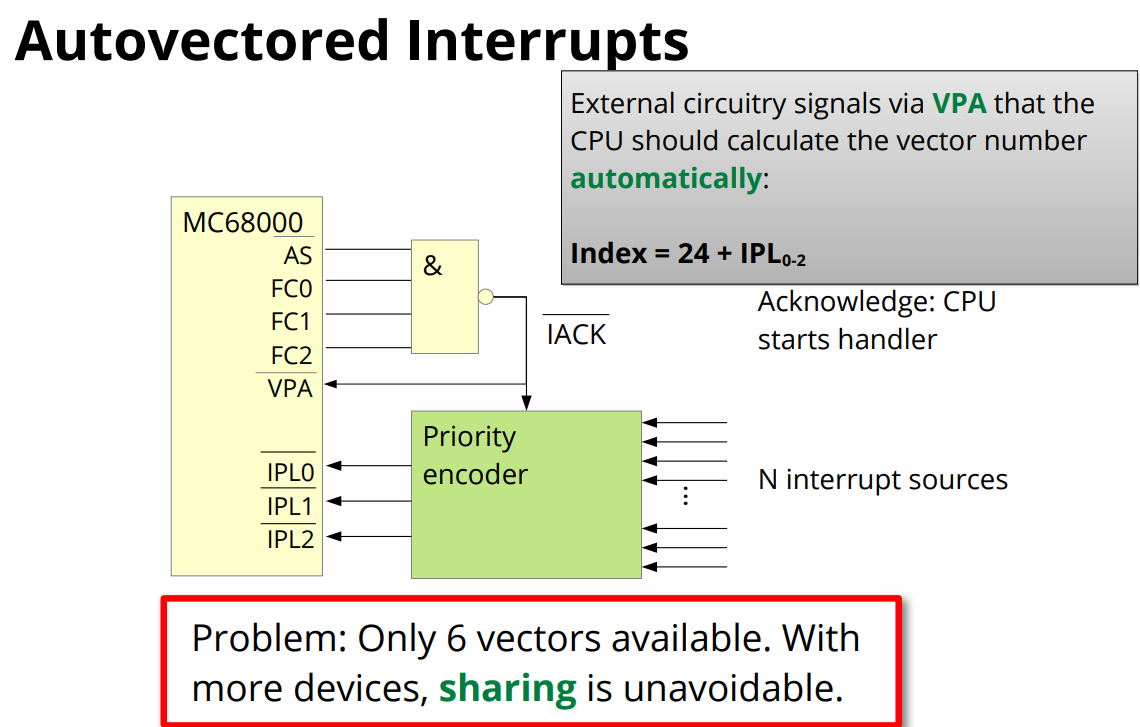 Autovectored Interrupts
External circuitry signals via VPA that the
CPU should calculate the vector number
automatically:
Index = 24 + IPL0-2
Acknowledge: CPU
starts handler
MC68000
AS
FC0
FC1
FC2
VPA
IPL0
IPL1
IPL2
&
IACK
Priority
encoder
N interrupt sources
Problem: Only 6 vectors available. With
more devices, sharing is unavoidable.